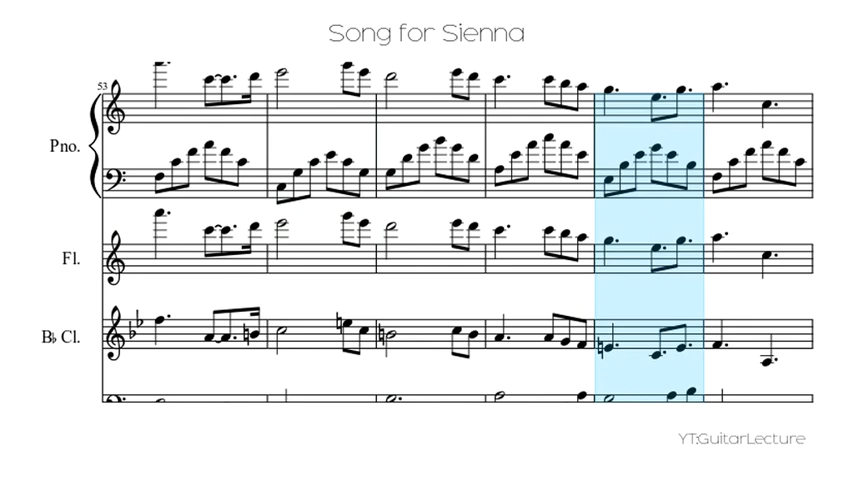 Song for Sienna
53
Pno.
Fl.
B♭ Cl.
YT:GuitarLecture